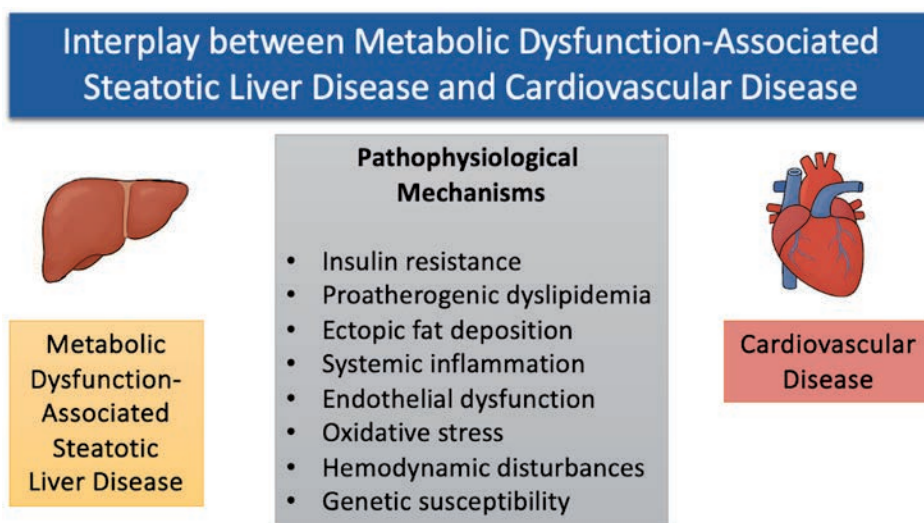 Interplay between Metabolic Dysfunction-Associated
Steatotic Liver Disease and Cardiovascular Disease
Pathophysiological
Mechanisms
• Insulin resistance
• Proatherogenic dyslipidemia
• Ectopic fat deposition
• Systemic inflammation
• Endothelial dysfunction
• Oxidative stress
• Hemodynamic disturbances
• Genetic susceptibility
Metabolic
Dysfunction-
Associated
Steatotic
Liver Disease
Cardiovascular
Disease